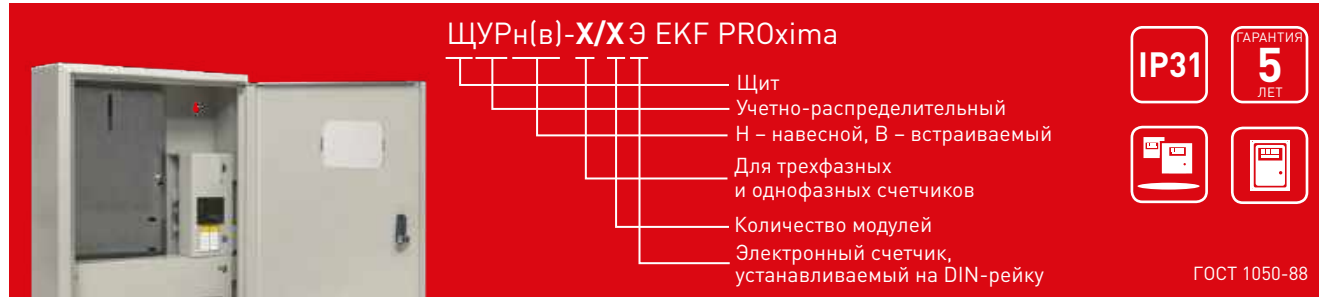 ЩУРн(в)-X/X Э EKF PROxima
Щит
Учетно-распределительный
Н – навесной, В – встраиваемый
Для трехфазных
и однофазных счетчиков
Количество модулей
Электронный счетчик,
устанавливаемый на DIN-рейку
IP31
ГАРАНТИЯ
5
ЛЕТ
ГОСТ 1050-88